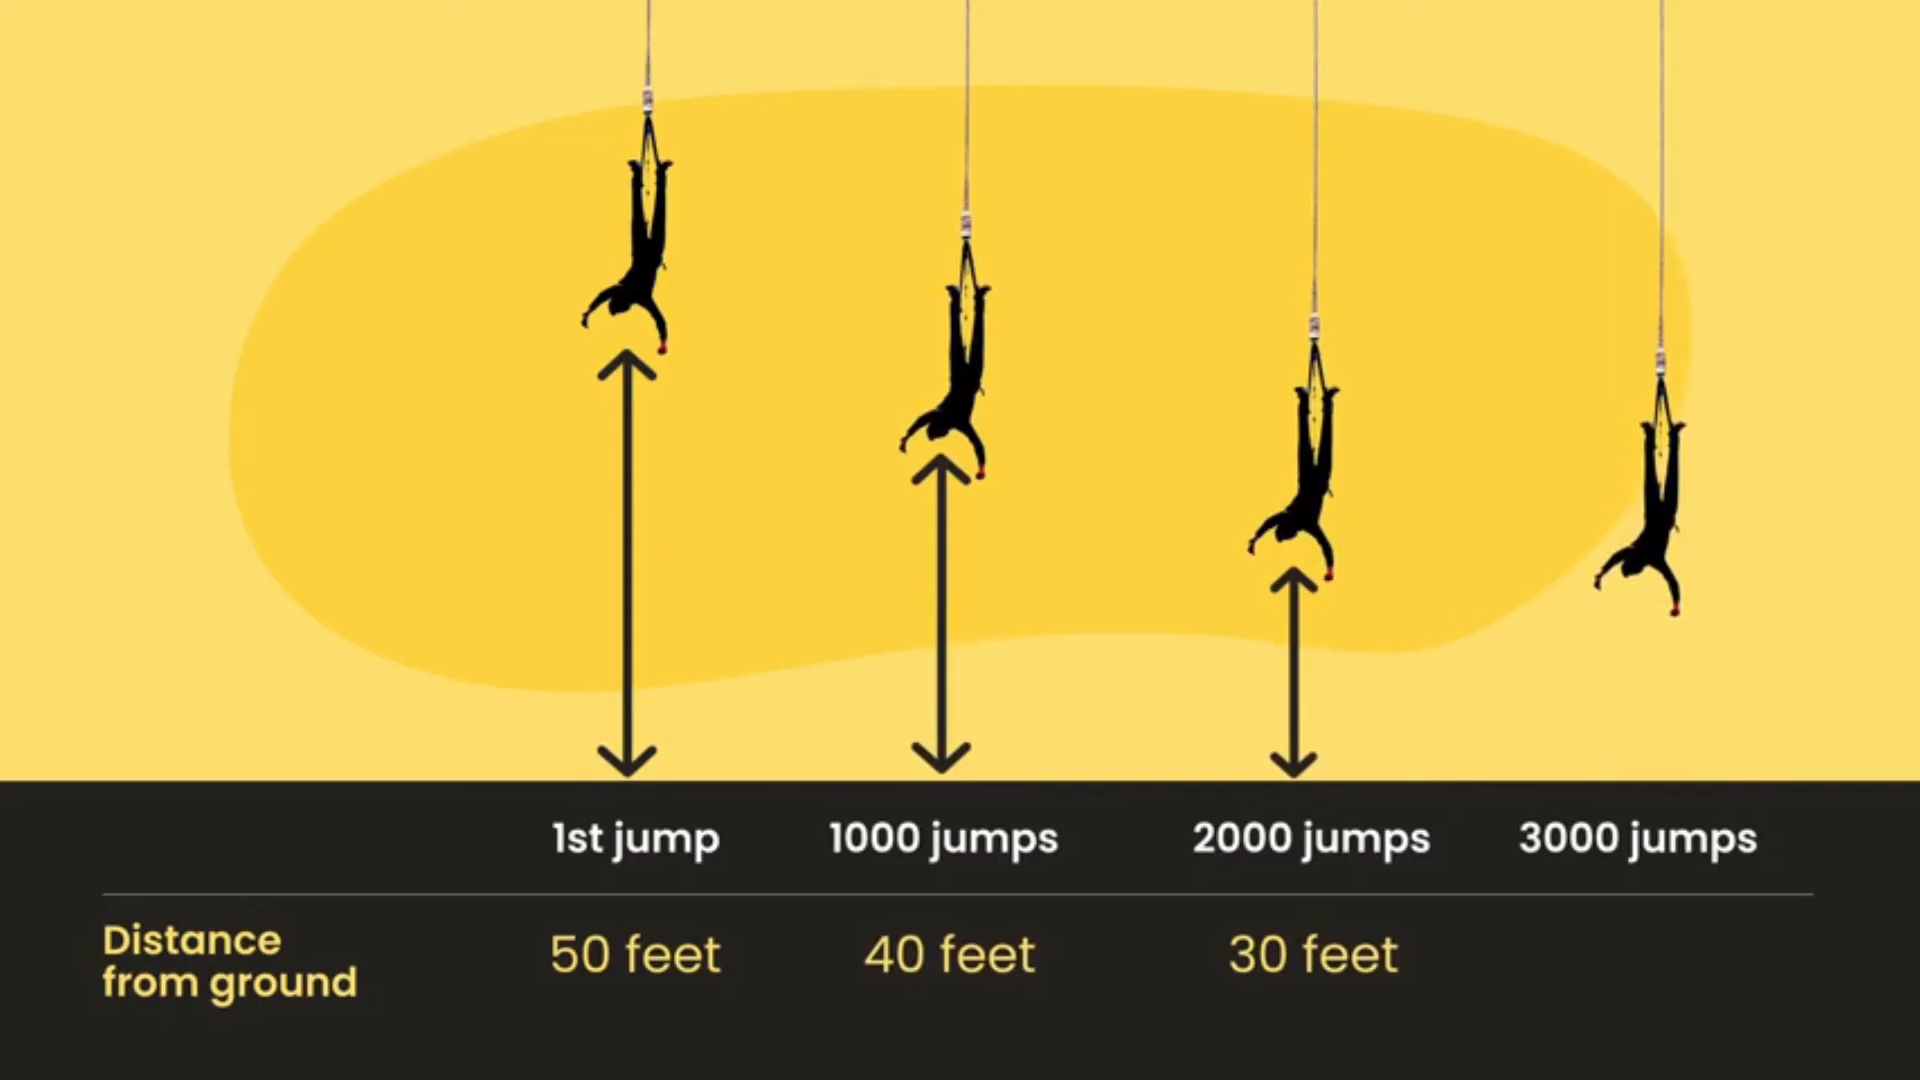 1st jump 1000 jumps 2000 jumps 3000 jumps
Distance
from ground
50 feet 40 feet 30 feet